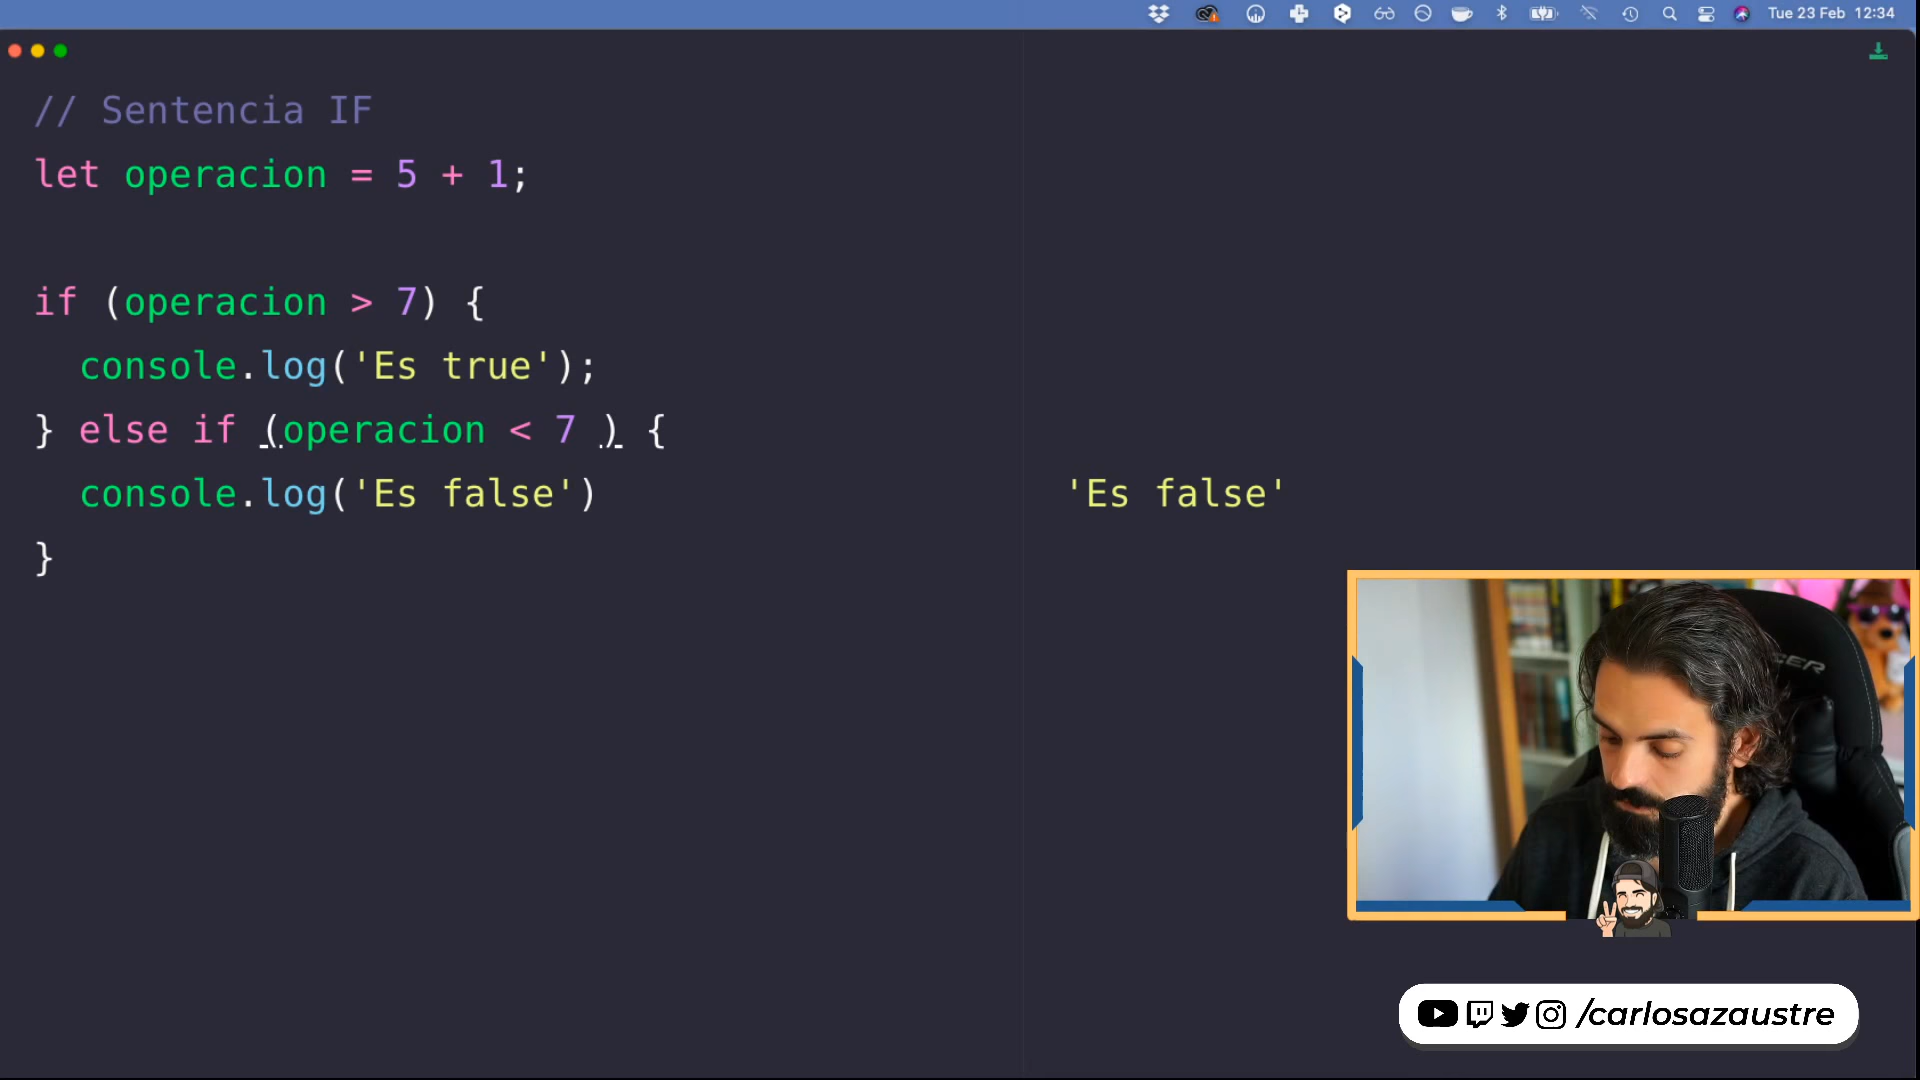 Tue 23 Feb 12:34
// Sentencia IF
let operacion = 5 + 1;
if (operacion > 7) {
console.log('Es true');
} else if (operacion < 7 ) {
console.log('Es false')
'Es false'
}
/carlosazaustre